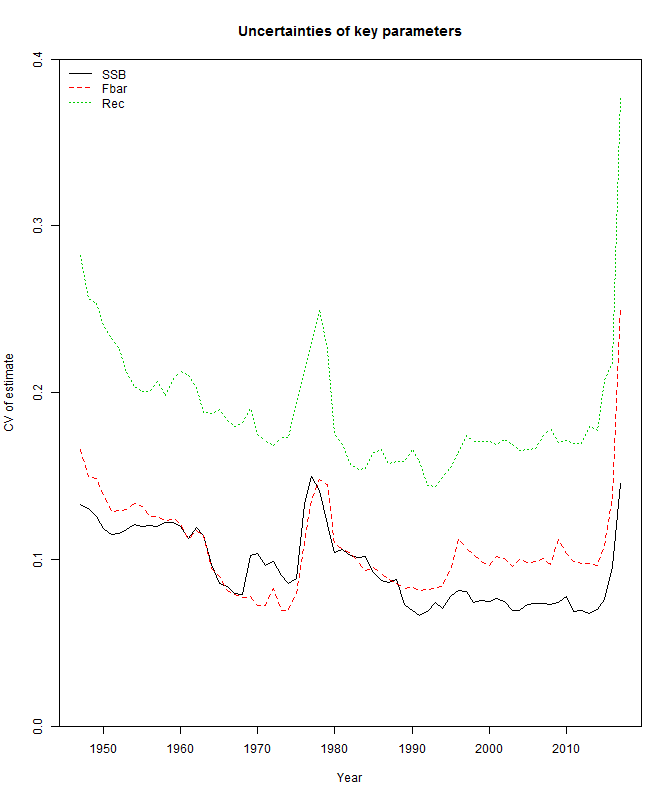 Uncertainties of key parameters
SSB
Fbar
Rec
CV of estimate
0.4
0.3
0.2
0.1
0.0
1950 1960 1970 1980 1990 2000 2010
Year